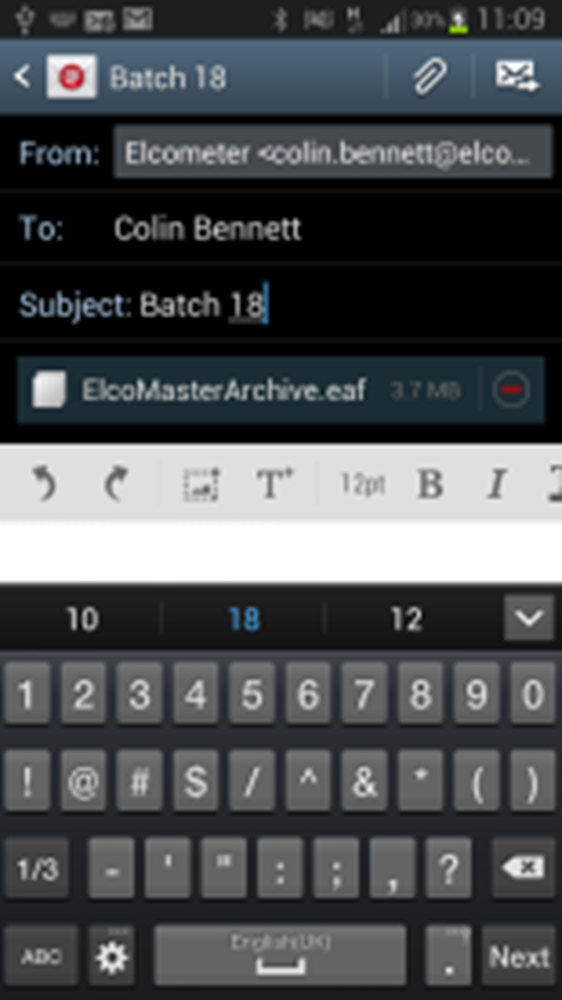 30% 11:09
Batch 18
From: Elcometer <colin.bennett@elco...
To: Colin Bennett
Subject: Batch 18
ElcoMasterArchive.eaf 3.7 MB
T+ 12pt B I
10 18 12
1 2 3 4 5 6 7 8 9 0
! @ # $ / ^ & * ( )
1/3 - ' " : ; , ?
ABC English(UK) . Next